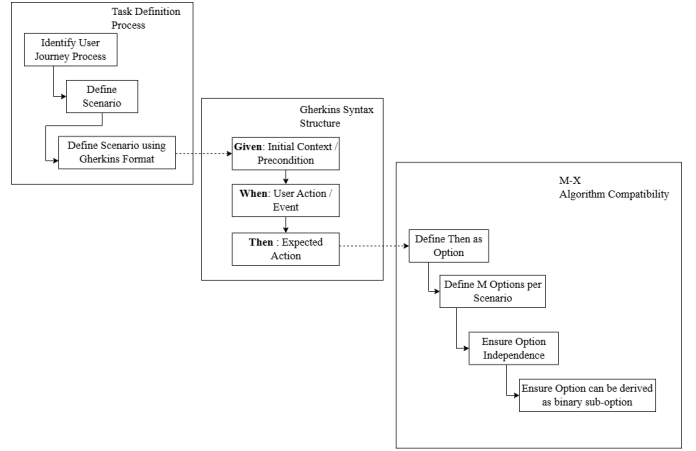 Task Definition
Process
Identify User
Journey Process
Define
Scenario
Define Scenario using
Gherkins Format
Gherkins Syntax
Structure
Given: Initial Context /
Precondition
When: User Action /
Event
Then : Expected
Action
M-X
Algorithm Compatibility
Define Then as
Option
Define M Options per
Scenario
Ensure Option
Independence
Ensure Option can be derived
as binary sub-option